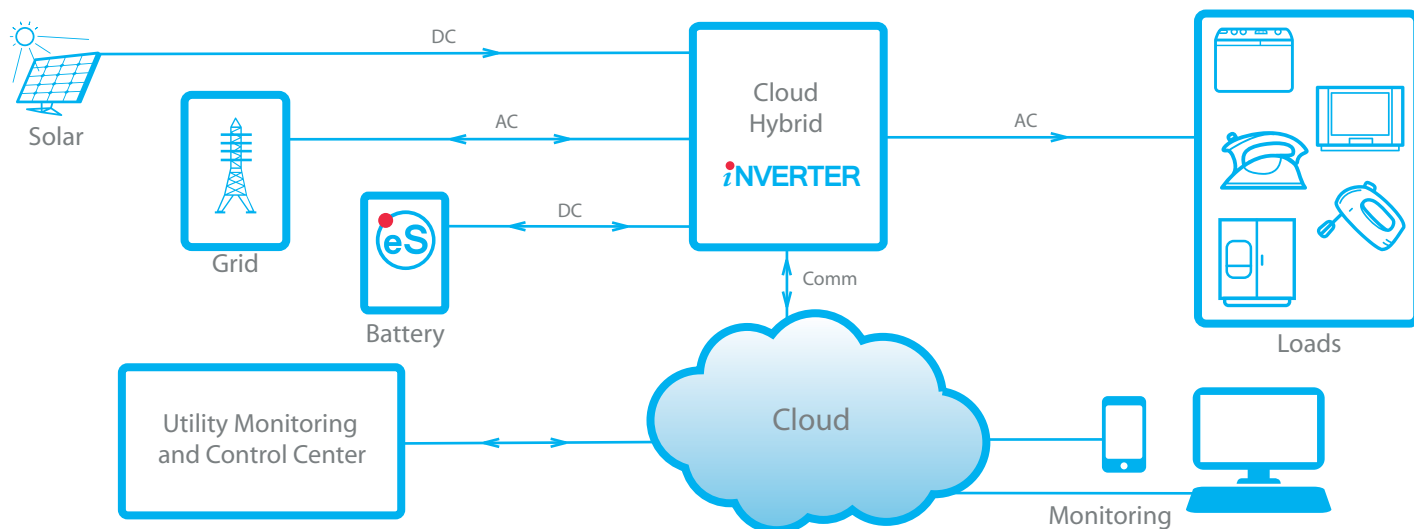 DC
Solar
AC
Grid
DC
eS
Battery
Cloud
Hybrid
iNVERTER
AC
Loads
Comm
Utility Monitoring
and Control Center
Cloud
Monitoring